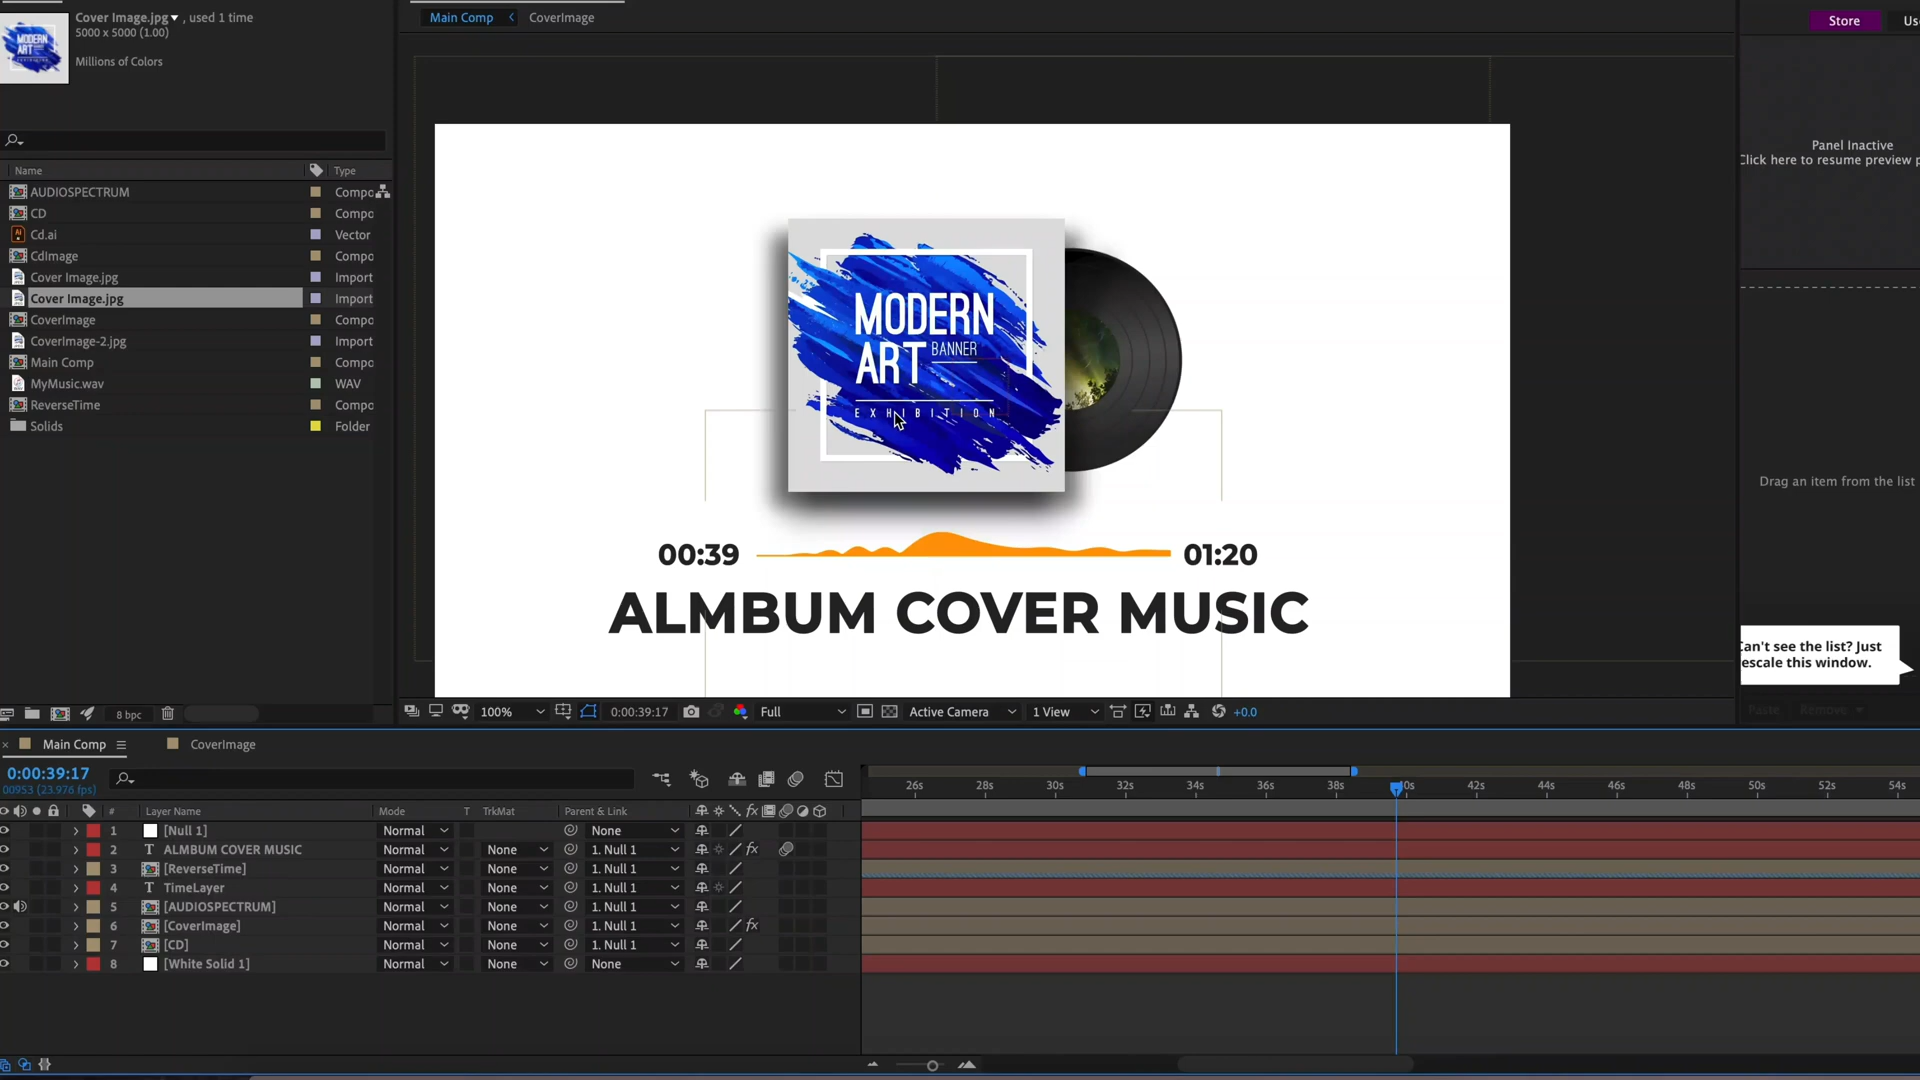 Cover Image.jpg▼ , used 1 time
5000 x 5000 (1.00)
Millions of Colors
Name Type
AUDIOSPECTRUM Compo
CD Compo
Cd.ai Vector
CdImage Compo
Cover Image.jpg Import
Cover Image.jpg Import
CoverImage Compo
CoverImage-2.jpg Import
Main Comp Compo
MyMusic.wav WAV
ReverseTime Compo
Solids Folder
8 bpc
Main Comp < CoverImage
MODERN
ART BANNER
EXHIBITION
00:39 01:20
ALMBUM COVER MUSIC
100% 0:00:39:17 Full Active Camera 1 View +0.0
Store Us
Panel Inactive
Click here to resume preview p
Drag an item from the list
Can't see the list? Just
escale this window.
Paste Remove
Main Comp CoverImage
0:00:39:17
00953 (23.976 fps)
# Layer Name Mode T TrkMat Parent & Link fx
26s 28s 30s 32s 34s 36s 38s 40s 42s 44s 46s 48s 50s 52s 54s
1 [Null 1] Normal None
2 T ALMBUM COVER MUSIC Normal None 1. Null 1 fx
3 [ReverseTime] Normal None 1. Null 1
4 T TimeLayer Normal None 1. Null 1
5 [AUDIOSPECTRUM] Normal None 1. Null 1
6 [CoverImage] Normal None 1. Null 1 fx
7 [CD] Normal None 1. Null 1
8 [White Solid 1] Normal None None